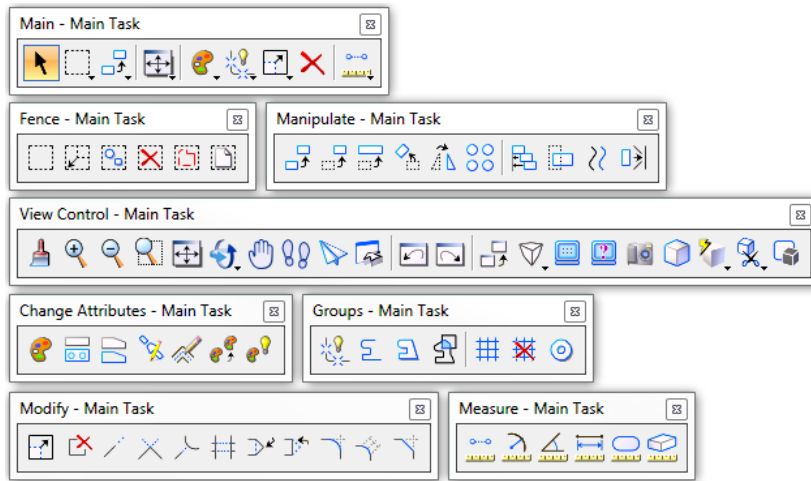 Main - Main Task
Fence - Main Task
Manipulate - Main Task
View Control - Main Task
Change Attributes - Main Task
Groups - Main Task
Modify - Main Task
Measure - Main Task